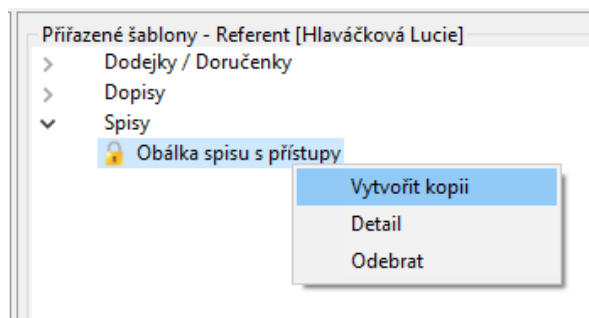 Přiřazené šablony - Referent [Hlaváčková Lucie]
Dodejky / Doručenky
Dopisy
Spisy
Obálka spisu s přístupy
Vytvořit kopii
Detail
Odebrat